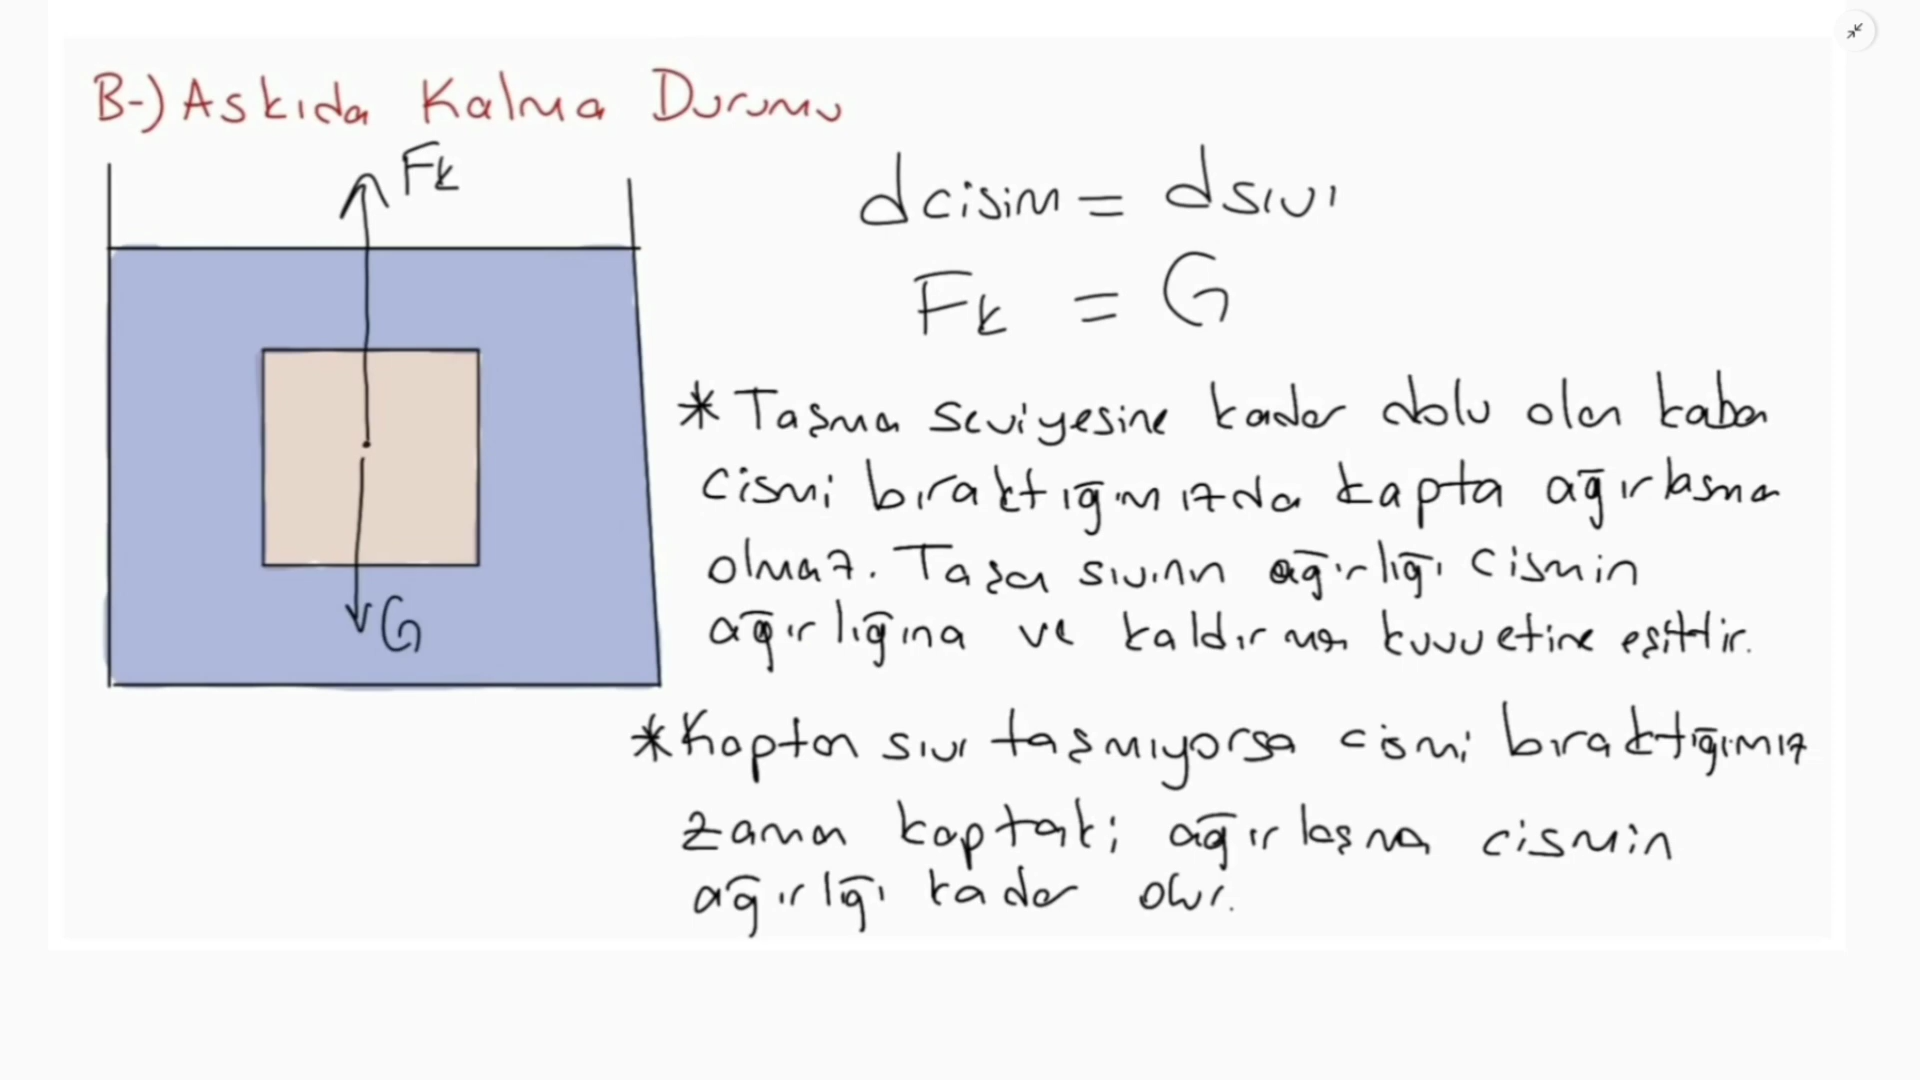 B-) Askıda Kalma Durumu
Fk
dcisim = dsıvı
Fk = G
* Taşma seviyesine kadar dolu olan kaba
cismi bıraktığımızda kapta ağırlaşma
olmaz. Taşan sıvının ağırlığı cismin
G
ağırlığına ve kaldırma kuvvetine eşittir.
* Kaptan sıvı taşmıyorsa cismi bıraktığımız
zaman kaptaki ağırlaşma cismin
ağırlığı kadar olur.